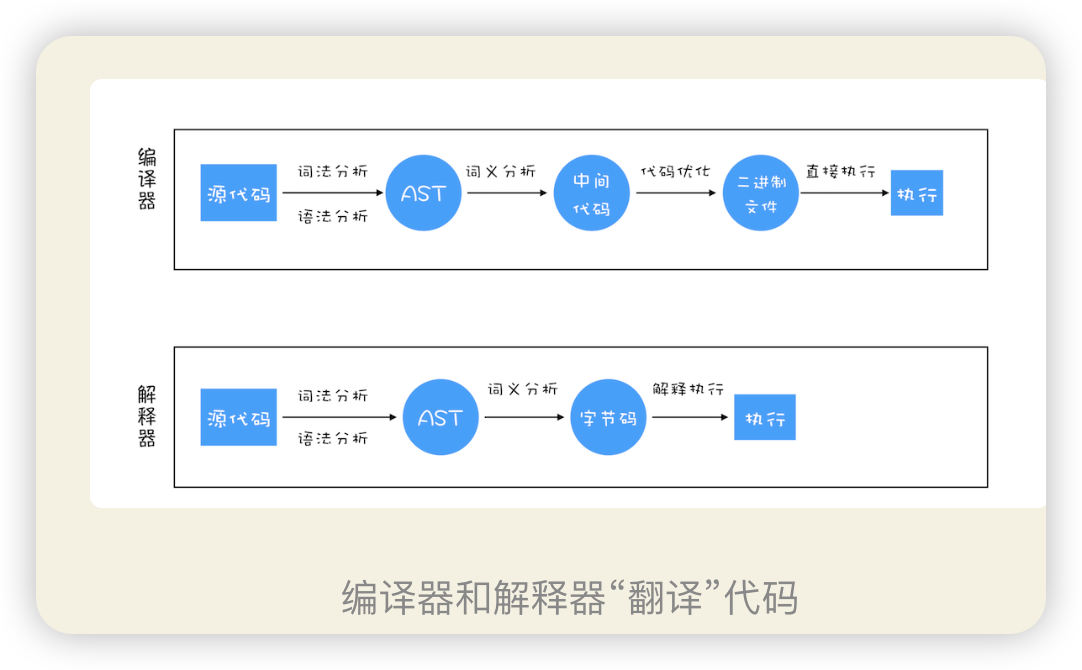 编译器
源代码
词法分析
语法分析
AST
词义分析
中间
代码
代码优化
二进制
文件
直接执行
执行
解释器
源代码
词法分析
语法分析
AST
词义分析
字节码
解释执行
执行
编译器和解释器“翻译”代码